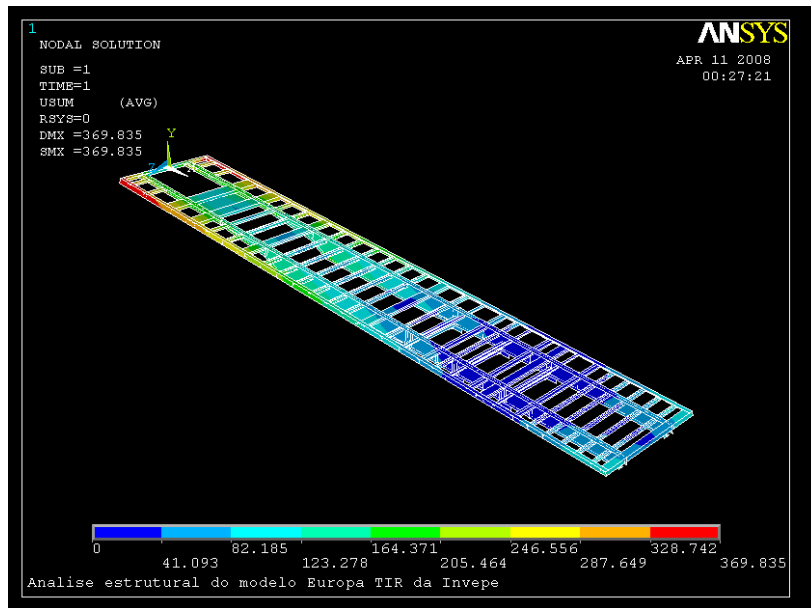 1
ANSYS
NODAL SOLUTION
APR 11 2008
00:27:21
SUB =1
TIME=1
USUM (AVG)
RSYS=0
DMX =369.835
SMX =369.835
Y
Z
X
0 82.185 164.371 246.556 328.742
41.093 123.278 205.464 287.649 369.835
Analise estrutural do modelo Europa TIR da Invepe